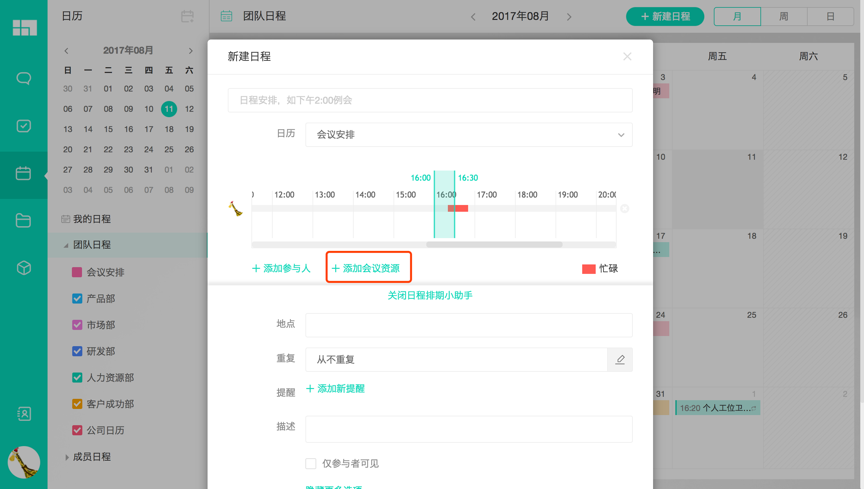 日历
团队日程
2017年08月
+ 新建日程
月 周 日
2017年08月
日 一 二 三 四 五 六
30 31 01 02 03 04 05
06 07 08 09 10 11 12
13 14 15 16 17 18 19
20 21 22 23 24 25 26
27 28 29 30 31 01 02
03 04 05 06 07 08 09
我的日程
团队日程
会议安排
产品部
市场部
研发部
人力资源部
客户成功部
公司日历
成员日程
新建日程
日程安排，如下午2:00例会
日历
会议安排
16:00 16:30
12:00 13:00 14:00 15:00 16:00 17:00 18:00 19:00 20:00
+ 添加参与人
+ 添加会议资源
忙碌
关闭日程排期小助手
地点
重复
从不重复
提醒
+ 添加新提醒
描述
仅参与者可见
隐藏更多选项
周五 周六
3 4 5
明
10 11 12
17 18 19
24 25 26
31 1 2
16:20 个人工位卫...